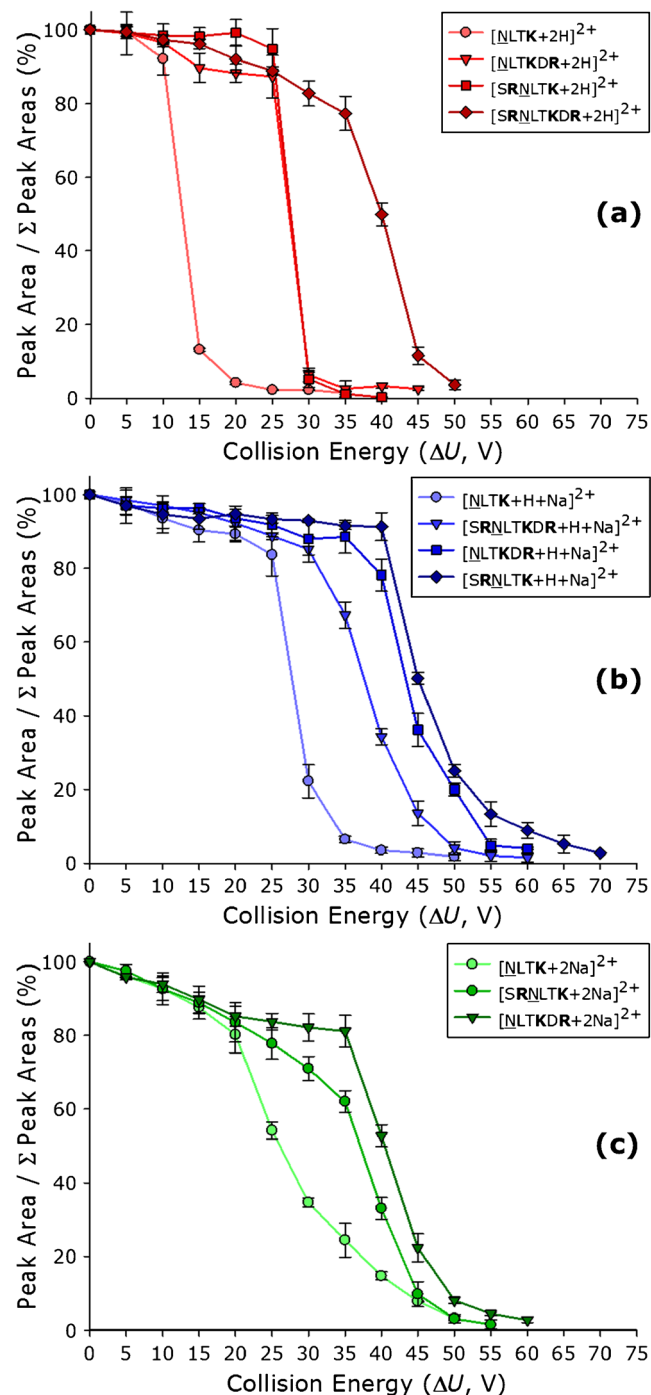 Peak Area / Σ Peak Areas (%)
100
80
60
40
20
0
[NLTK+2H]2+
[NLTKDR+2H]2+
[SRNLTK+2H]2+
[SRNLTKDR+2H]2+
(a)
0 5 10 15 20 25 30 35 40 45 50 55 60 65 70 75
Collision Energy (ΔU, V)
Peak Area / Σ Peak Areas (%)
100
80
60
40
20
0
[NLTK+H+Na]2+
[SRNLTKDR+H+Na]2+
[NLTKDR+H+Na]2+
[SRNLTK+H+Na]2+
(b)
0 5 10 15 20 25 30 35 40 45 50 55 60 65 70 75
Collision Energy (ΔU, V)
Peak Area / Σ Peak Areas (%)
100
80
60
40
20
0
[NLTK+2Na]2+
[SRNLTK+2Na]2+
[NLTKDR+2Na]2+
(c)
0 5 10 15 20 25 30 35 40 45 50 55 60 65 70 75
Collision Energy (ΔU, V)